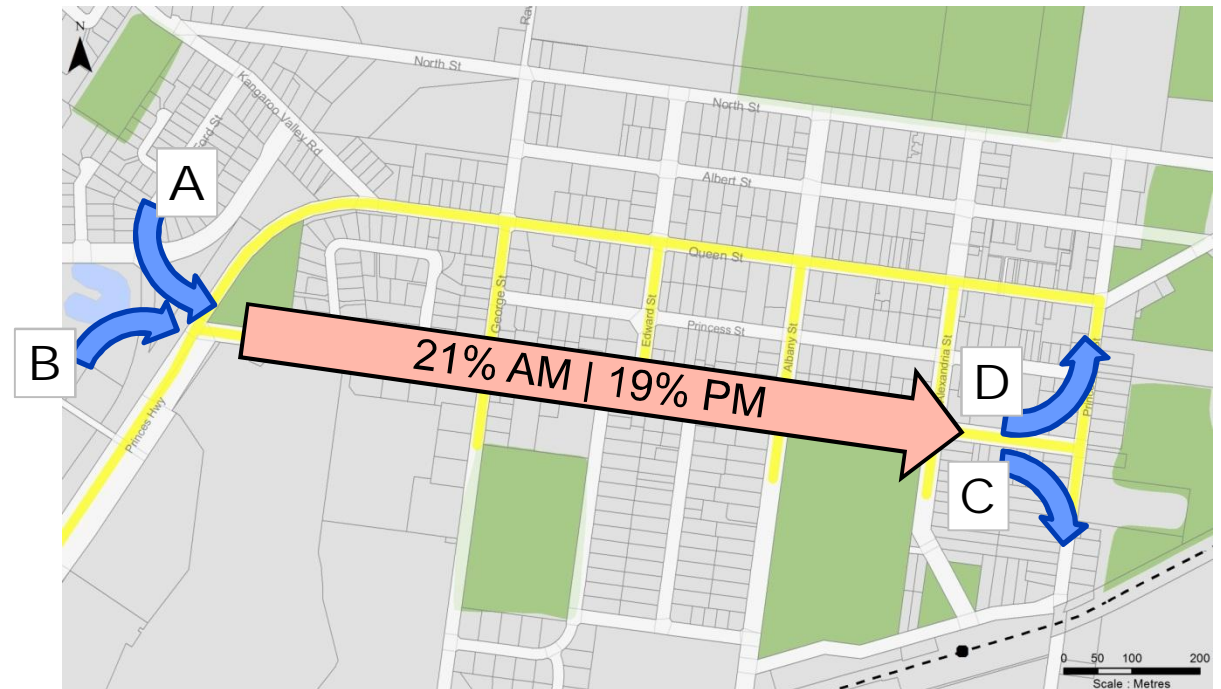 N
North St
Kangaroo Valley Rd
North St
Albert St
A
Queen St
B
George St
Edward St
Princess St
Albany St
Alexandria St
21% AM | 19% PM
D
C
Princes Hwy
0 50 100 200
Scale : Metres